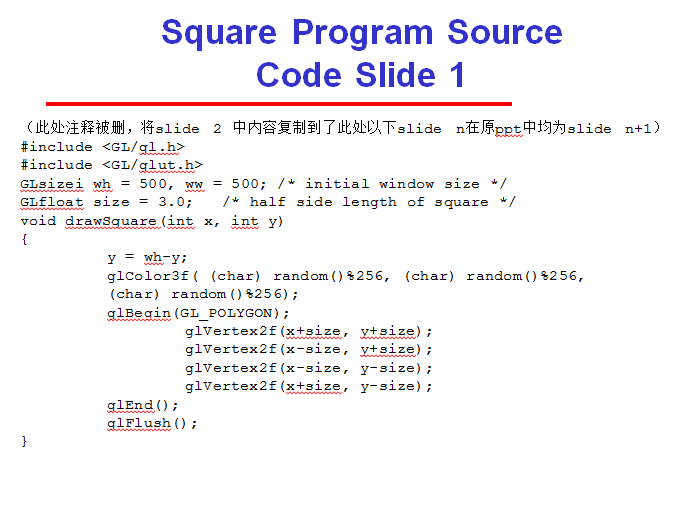 Square Program Source
Code Slide 1
（此处注释被删，将slide 2 中内容复制到了此处以下slide n在原ppt中均为slide n+1）
#include <GL/gl.h>
#include <GL/glut.h>
GLsizei wh = 500, ww = 500; /* initial window size */
GLfloat size = 3.0;   /* half side length of square */
void drawSquare(int x, int y)
{
y = wh-y;
glColor3f( (char) random()%256, (char) random()%256,
(char) random()%256);
glBegin(GL_POLYGON);
glVertex2f(x+size, y+size);
glVertex2f(x-size, y+size);
glVertex2f(x-size, y-size);
glVertex2f(x+size, y-size);
glEnd();
glFlush();
}